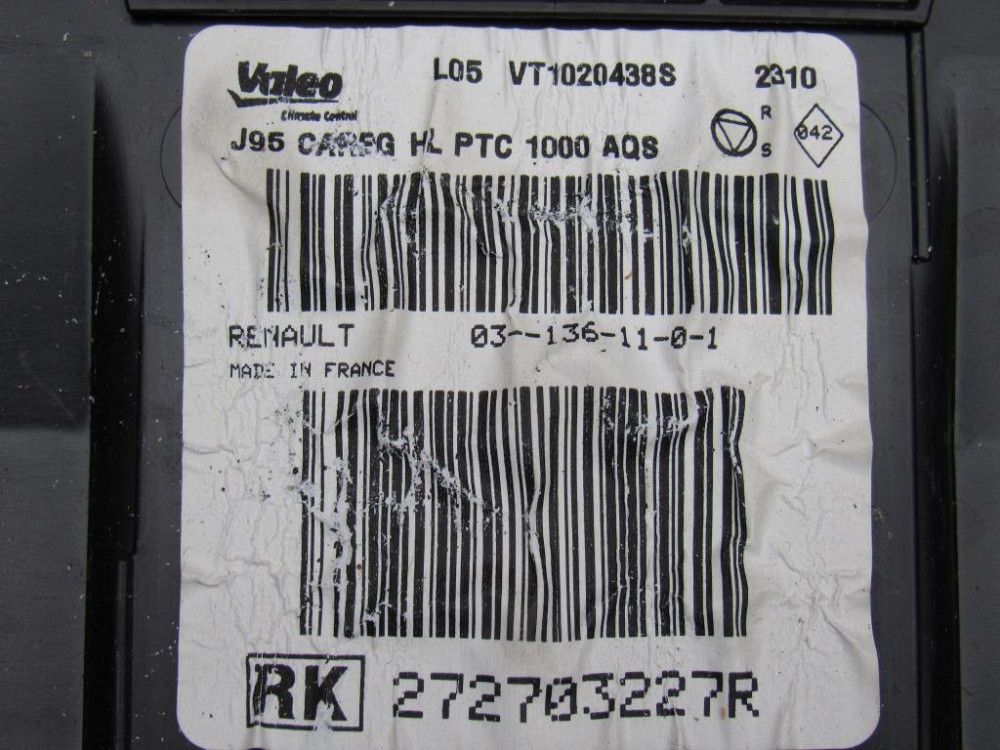 Valeo L05 VT1020438S 2310
Climate Control
J95 CAREG HL PTC 1000 AQS R S 042
RENAULT 03--136-11-0-1
MADE IN FRANCE
RK 272703227R